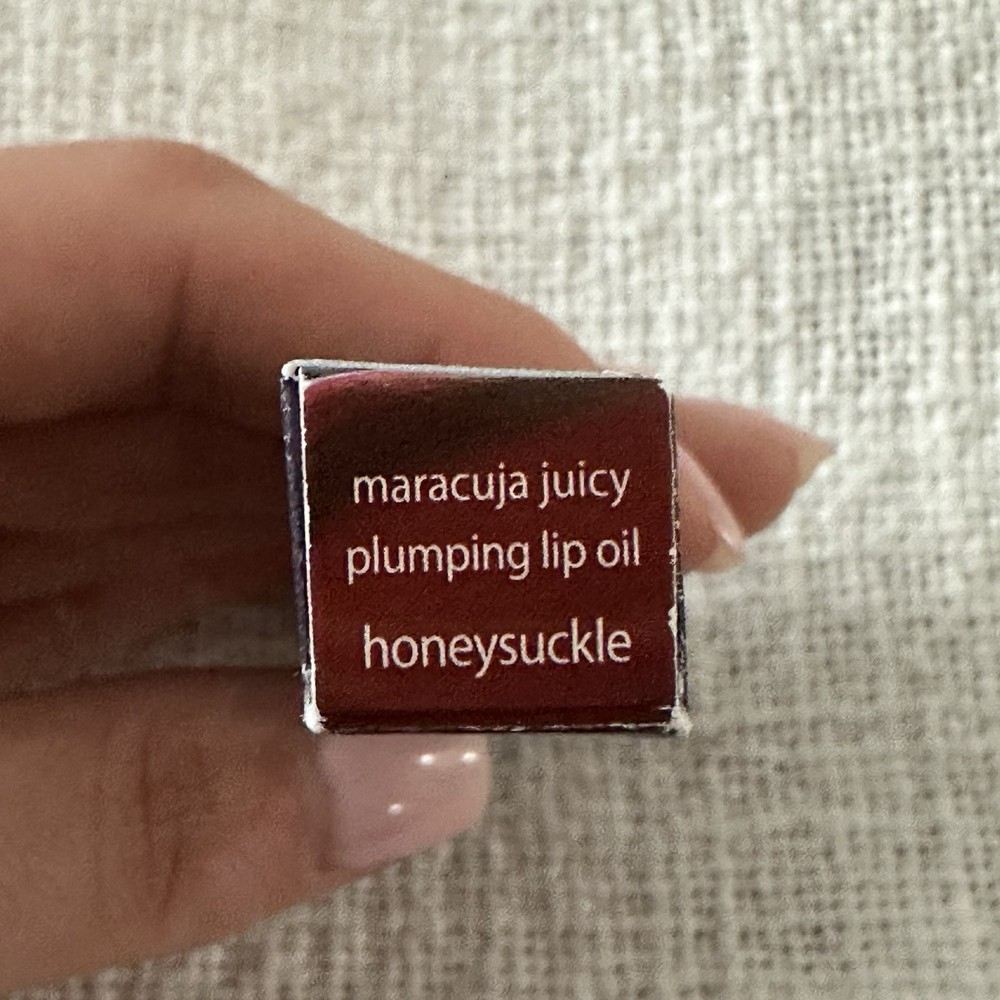 maracuja juicy
plumping lip oil
honeysuckle